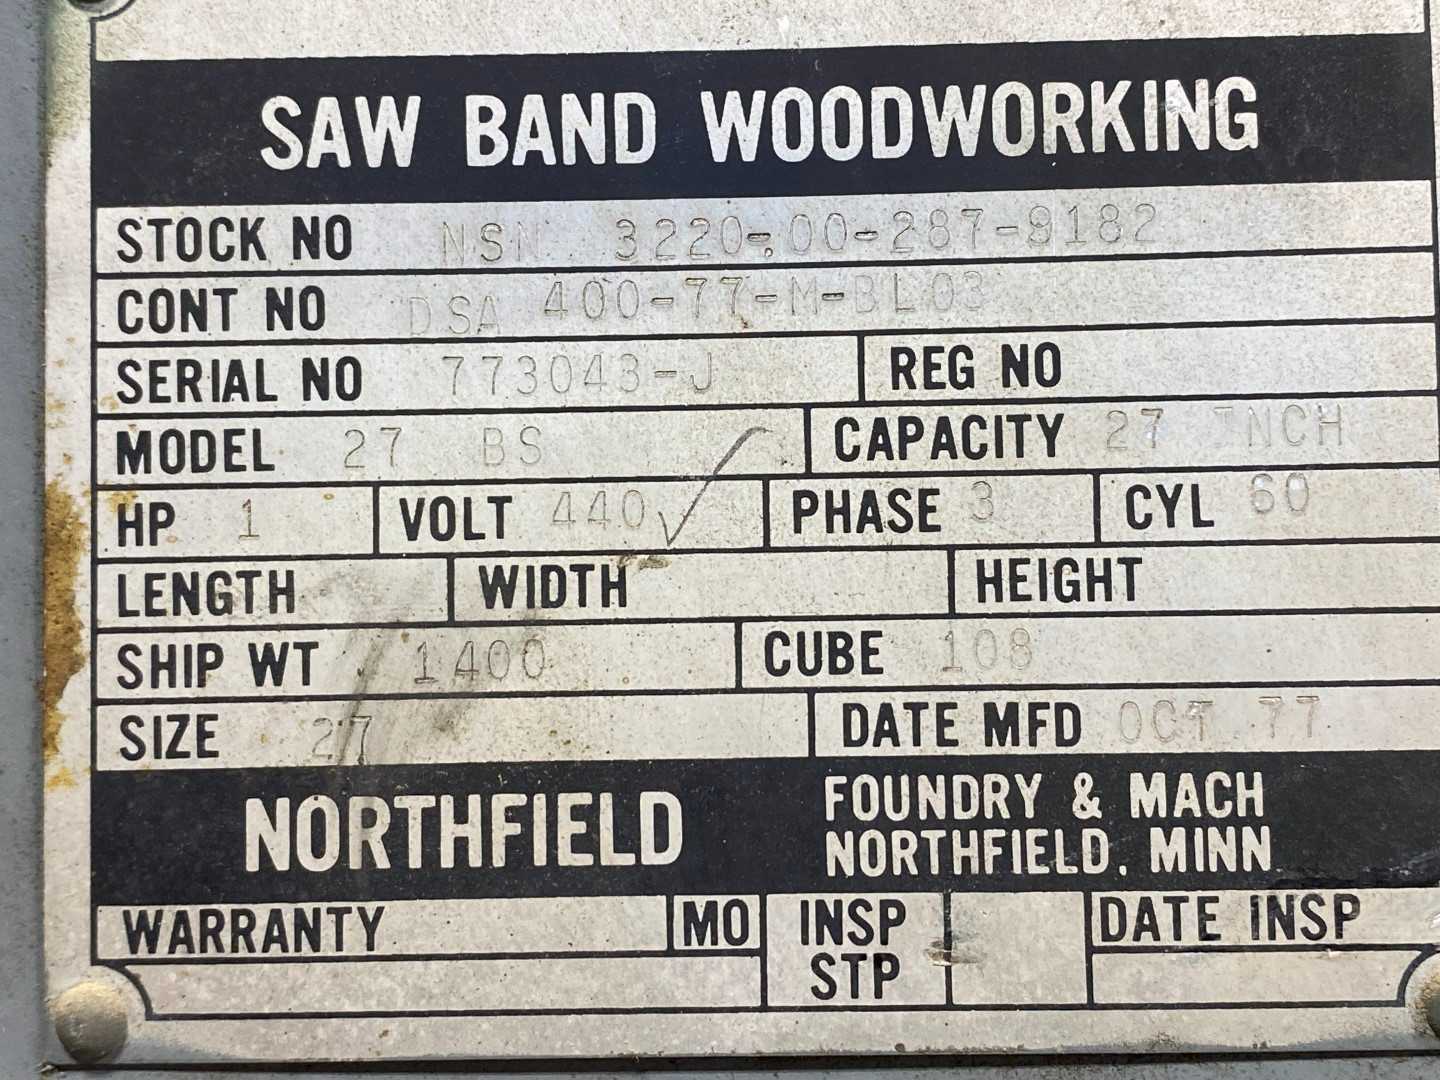 SAW BAND WOODWORKING
STOCK NO NSN 3220-00-287-9182
CONT NO DSA 400-77-M-BL03
SERIAL NO 773043-J REG NO
MODEL 27 BS CAPACITY 27 INCH
HP 1 VOLT 440 PHASE 3 CYL 60
LENGTH WIDTH HEIGHT
SHIP WT 1400 CUBE 108
SIZE 27 DATE MFD OCT 77
NORTHFIELD FOUNDRY & MACH
NORTHFIELD. MINN
WARRANTY MO INSP STP DATE INSP